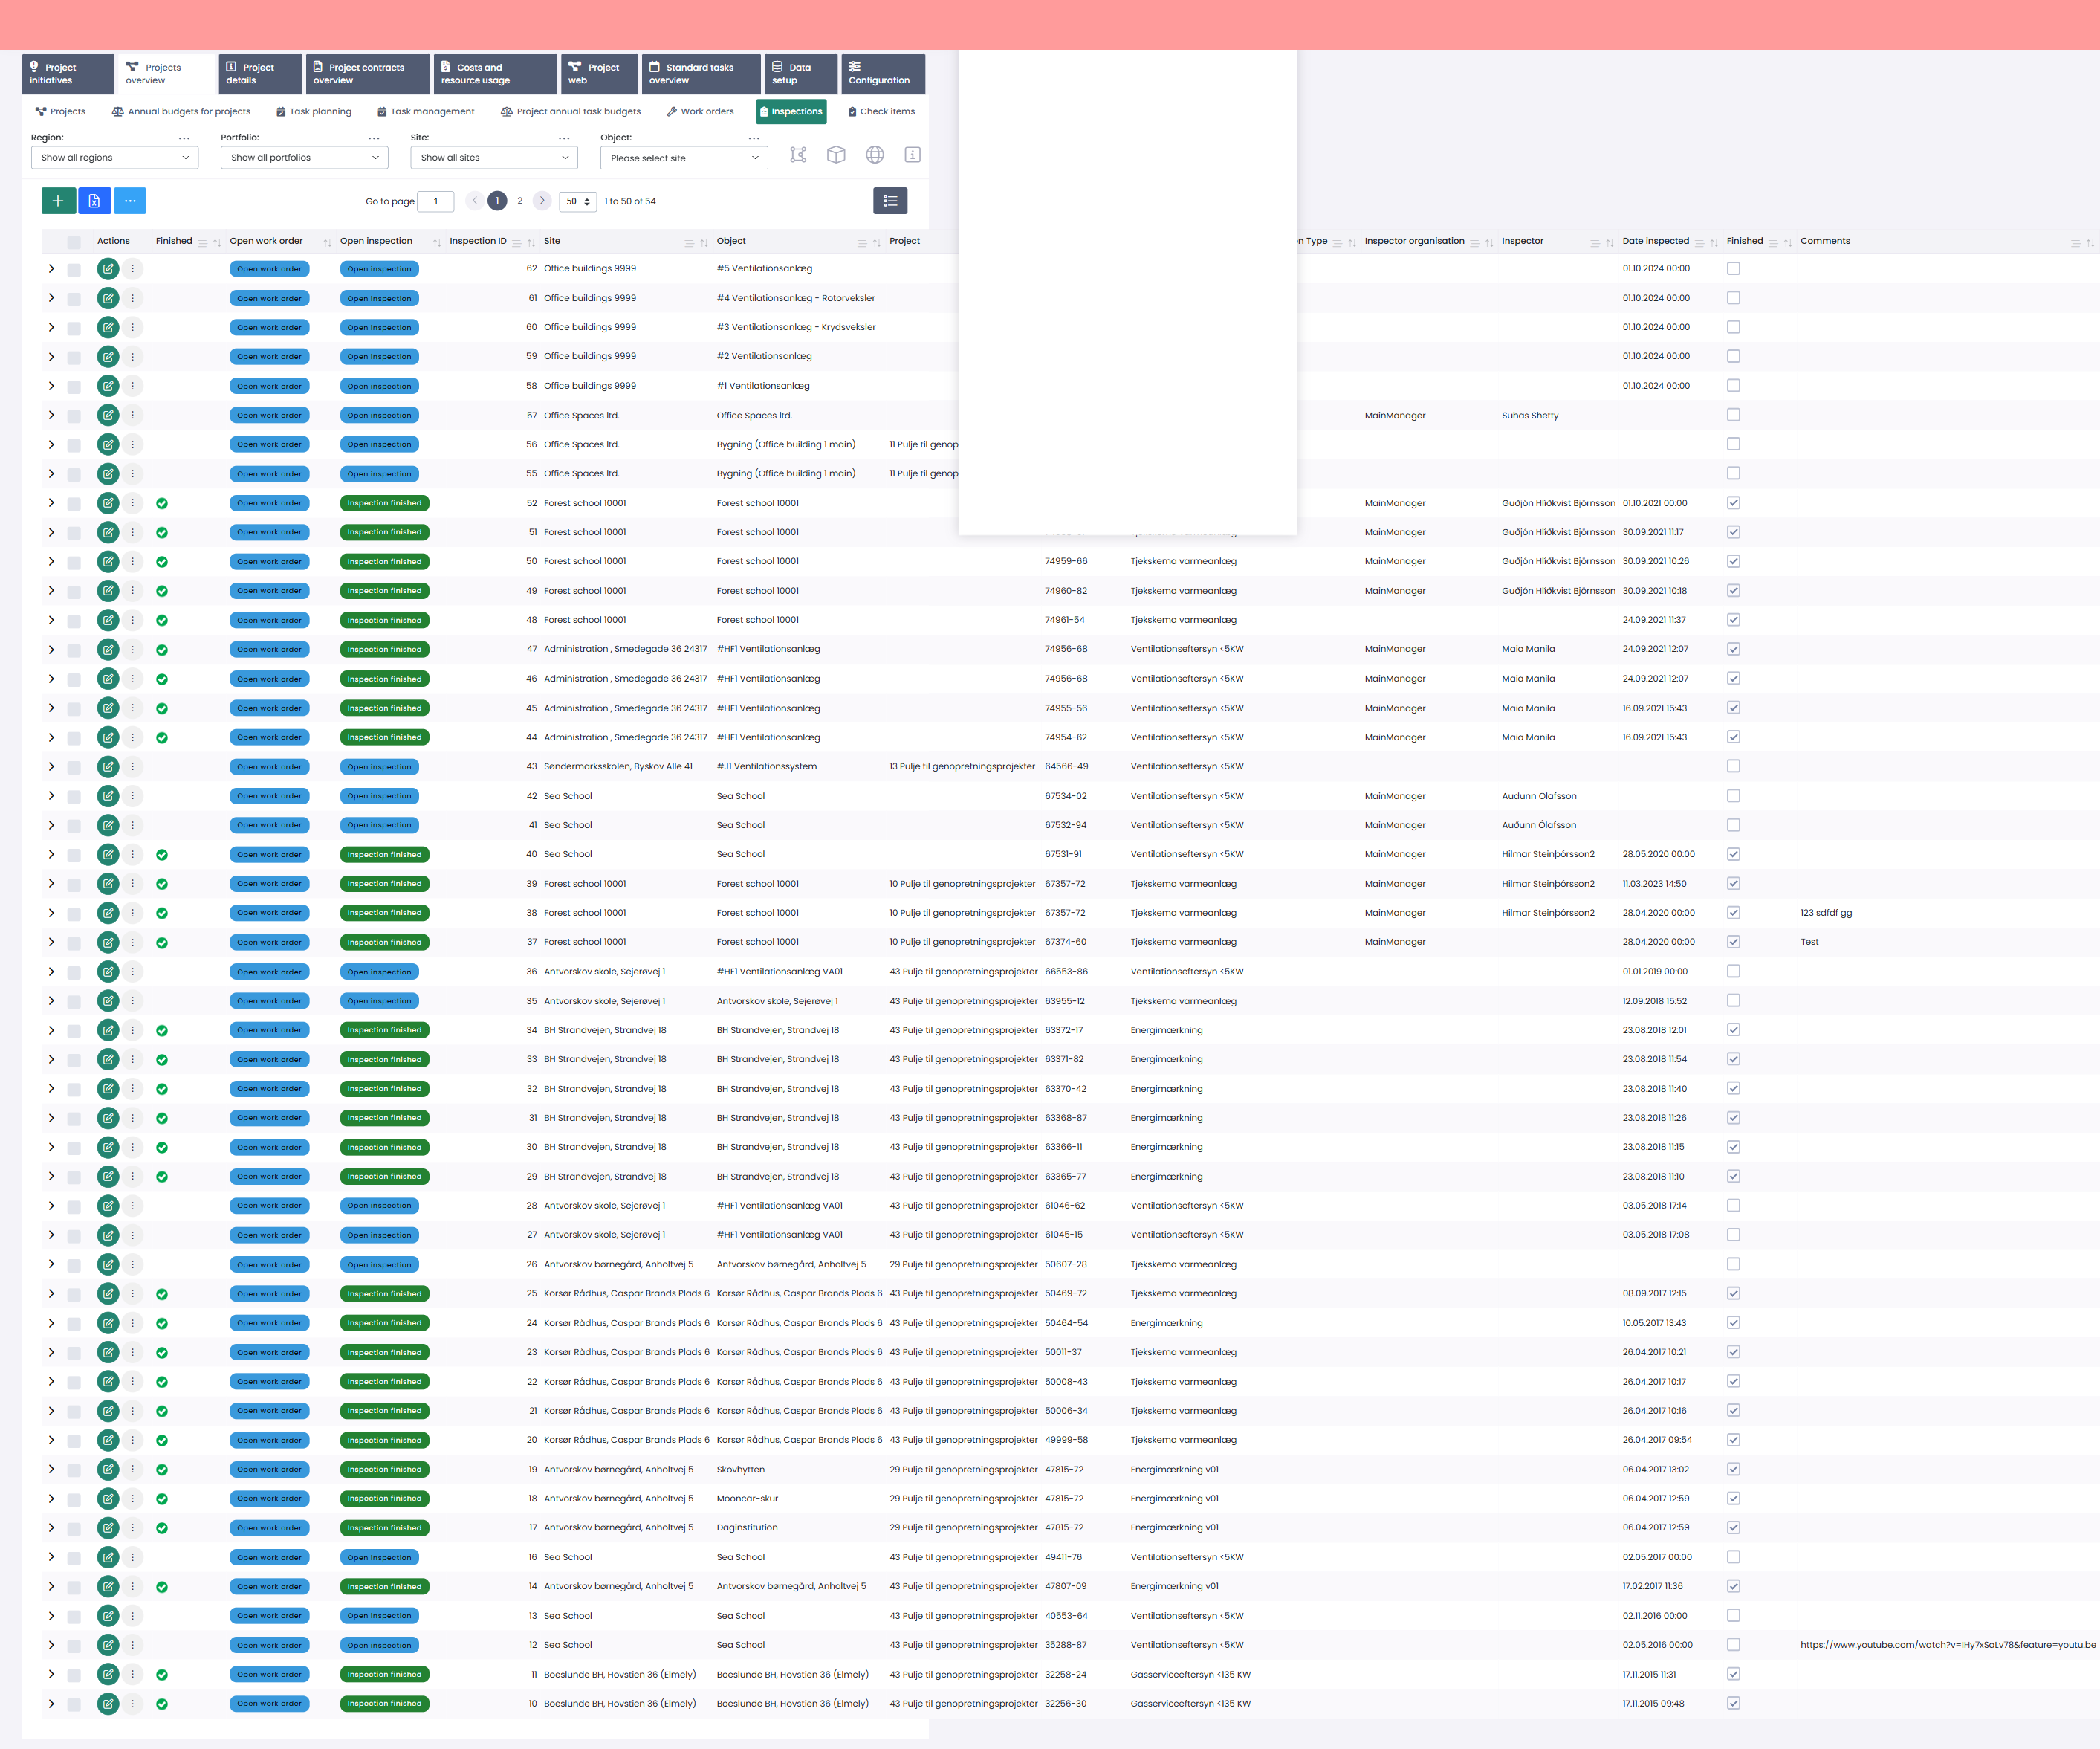 Project initiatives
Projects overview
Project details
Project contracts overview
Costs and resource usage
Project web
Standard tasks overview
Data setup
Configuration
Projects Annual budgets for projects Task planning Task management Project annual task budgets Work orders Inspections Check items
Region: ... Portfolio: ... Site: ... Object: ...
Show all regions Show all portfolios Show all sites Please select site
Go to page 1 1 2 50 1 to 50 of 54
Actions Finished Open work order Open inspection Inspection ID Site Object Project n Type Inspector organisation Inspector Date inspected Finished Comments
Open work order Open inspection 62 Office buildings 9999 #5 Ventilationsanlæg 01.10.2024 00:00
Open work order Open inspection 61 Office buildings 9999 #4 Ventilationsanlæg - Rotorveksler 01.10.2024 00:00
Open work order Open inspection 60 Office buildings 9999 #3 Ventilationsanlæg - Krydsveksler 01.10.2024 00:00
Open work order Open inspection 59 Office buildings 9999 #2 Ventilationsanlæg 01.10.2024 00:00
Open work order Open inspection 58 Office buildings 9999 #1 Ventilationsanlæg 01.10.2024 00:00
Open work order Open inspection 57 Office Spaces ltd. Office Spaces ltd. MainManager Suhas Shetty
Open work order Open inspection 56 Office Spaces ltd. Bygning (Office building 1 main) 11 Pulje til genop
Open work order Open inspection 55 Office Spaces ltd. Bygning (Office building 1 main) 11 Pulje til genop
Open work order Inspection finished 52 Forest school 10001 Forest school 10001 MainManager Guðjón Hlíðkvist Björnsson 01.10.2021 00:00
Open work order Inspection finished 51 Forest school 10001 Forest school 10001 MainManager Guðjón Hlíðkvist Björnsson 30.09.2021 11:17
Open work order Inspection finished 50 Forest school 10001 Forest school 10001 74959-66 Tjekskema varmeanlæg MainManager Guðjón Hlíðkvist Björnsson 30.09.2021 10:26
Open work order Inspection finished 49 Forest school 10001 Forest school 10001 74960-82 Tjekskema varmeanlæg MainManager Guðjón Hlíðkvist Björnsson 30.09.2021 10:18
Open work order Inspection finished 48 Forest school 10001 Forest school 10001 74961-54 Tjekskema varmeanlæg 24.09.2021 11:37
Open work order Inspection finished 47 Administration , Smedegade 36 24317 #HF1 Ventilationsanlæg 74956-68 Ventilationseftersyn <5KW MainManager Maia Manila 24.09.2021 12:07
Open work order Inspection finished 46 Administration , Smedegade 36 24317 #HF1 Ventilationsanlæg 74956-68 Ventilationseftersyn <5KW MainManager Maia Manila 24.09.2021 12:07
Open work order Inspection finished 45 Administration , Smedegade 36 24317 #HF1 Ventilationsanlæg 74955-56 Ventilationseftersyn <5KW MainManager Maia Manila 16.09.2021 15:43
Open work order Inspection finished 44 Administration , Smedegade 36 24317 #HF1 Ventilationsanlæg 74954-62 Ventilationseftersyn <5KW MainManager Maia Manila 16.09.2021 15:43
Open work order Open inspection 43 Søndermarksskolen, Byskov Alle 41 #J1 Ventilationssystem 13 Pulje til genopretningsprojekter 64566-49 Ventilationseftersyn <5KW
Open work order Open inspection 42 Sea School Sea School 67534-02 Ventilationseftersyn <5KW MainManager Audunn Olafsson
Open work order Open inspection 41 Sea School Sea School 67532-94 Ventilationseftersyn <5KW MainManager Auðunn Ólafsson
Open work order Inspection finished 40 Sea School Sea School 67531-91 Ventilationseftersyn <5KW MainManager Hilmar Steinþórsson2 28.05.2020 00:00
Open work order Inspection finished 39 Forest school 10001 Forest school 10001 10 Pulje til genopretningsprojekter 67357-72 Tjekskema varmeanlæg MainManager Hilmar Steinþórsson2 11.03.2023 14:50
Open work order Inspection finished 38 Forest school 10001 Forest school 10001 10 Pulje til genopretningsprojekter 67357-72 Tjekskema varmeanlæg MainManager Hilmar Steinþórsson2 28.04.2020 00:00 123 sdfdf gg
Open work order Inspection finished 37 Forest school 10001 Forest school 10001 10 Pulje til genopretningsprojekter 67374-60 Tjekskema varmeanlæg MainManager 28.04.2020 00:00 Test
Open work order Open inspection 36 Antvorskov skole, Sejerøvej 1 #HF1 Ventilationsanlæg VA01 43 Pulje til genopretningsprojekter 66553-86 Ventilationseftersyn <5KW 01.01.2019 00:00
Open work order Open inspection 35 Antvorskov skole, Sejerøvej 1 Antvorskov skole, Sejerøvej 1 43 Pulje til genopretningsprojekter 63955-12 Tjekskema varmeanlæg 12.09.2018 15:52
Open work order Inspection finished 34 BH Strandvejen, Strandvej 18 BH Strandvejen, Strandvej 18 43 Pulje til genopretningsprojekter 63372-17 Energimærkning 23.08.2018 12:01
Open work order Inspection finished 33 BH Strandvejen, Strandvej 18 BH Strandvejen, Strandvej 18 43 Pulje til genopretningsprojekter 63371-82 Energimærkning 23.08.2018 11:54
Open work order Inspection finished 32 BH Strandvejen, Strandvej 18 BH Strandvejen, Strandvej 18 43 Pulje til genopretningsprojekter 63370-42 Energimærkning 23.08.2018 11:40
Open work order Inspection finished 31 BH Strandvejen, Strandvej 18 BH Strandvejen, Strandvej 18 43 Pulje til genopretningsprojekter 63368-87 Energimærkning 23.08.2018 11:26
Open work order Inspection finished 30 BH Strandvejen, Strandvej 18 BH Strandvejen, Strandvej 18 43 Pulje til genopretningsprojekter 63366-11 Energimærkning 23.08.2018 11:15
Open work order Inspection finished 29 BH Strandvejen, Strandvej 18 BH Strandvejen, Strandvej 18 43 Pulje til genopretningsprojekter 63365-77 Energimærkning 23.08.2018 11:10
Open work order Open inspection 28 Antvorskov skole, Sejerøvej 1 #HF1 Ventilationsanlæg VA01 43 Pulje til genopretningsprojekter 61046-62 Ventilationseftersyn <5KW 03.05.2018 17:14
Open work order Open inspection 27 Antvorskov skole, Sejerøvej 1 #HF1 Ventilationsanlæg VA01 43 Pulje til genopretningsprojekter 61045-15 Ventilationseftersyn <5KW 03.05.2018 17:08
Open work order Open inspection 26 Antvorskov børnegård, Anholtvej 5 Antvorskov børnegård, Anholtvej 5 29 Pulje til genopretningsprojekter 50607-28 Tjekskema varmeanlæg
Open work order Inspection finished 25 Korsør Rådhus, Caspar Brands Plads 6 Korsør Rådhus, Caspar Brands Plads 6 43 Pulje til genopretningsprojekter 50469-72 Tjekskema varmeanlæg 08.09.2017 12:15
Open work order Inspection finished 24 Korsør Rådhus, Caspar Brands Plads 6 Korsør Rådhus, Caspar Brands Plads 6 43 Pulje til genopretningsprojekter 50464-54 Energimærkning 10.05.2017 13:43
Open work order Inspection finished 23 Korsør Rådhus, Caspar Brands Plads 6 Korsør Rådhus, Caspar Brands Plads 6 43 Pulje til genopretningsprojekter 50011-37 Tjekskema varmeanlæg 26.04.2017 10:21
Open work order Inspection finished 22 Korsør Rådhus, Caspar Brands Plads 6 Korsør Rådhus, Caspar Brands Plads 6 43 Pulje til genopretningsprojekter 50008-43 Tjekskema varmeanlæg 26.04.2017 10:17
Open work order Inspection finished 21 Korsør Rådhus, Caspar Brands Plads 6 Korsør Rådhus, Caspar Brands Plads 6 43 Pulje til genopretningsprojekter 50006-34 Tjekskema varmeanlæg 26.04.2017 10:16
Open work order Inspection finished 20 Korsør Rådhus, Caspar Brands Plads 6 Korsør Rådhus, Caspar Brands Plads 6 43 Pulje til genopretningsprojekter 49999-58 Tjekskema varmeanlæg 26.04.2017 09:54
Open work order Inspection finished 19 Antvorskov børnegård, Anholtvej 5 Skovhytten 29 Pulje til genopretningsprojekter 47815-72 Energimærkning v01 06.04.2017 13:02
Open work order Inspection finished 18 Antvorskov børnegård, Anholtvej 5 Mooncar-skur 29 Pulje til genopretningsprojekter 47815-72 Energimærkning v01 06.04.2017 12:59
Open work order Inspection finished 17 Antvorskov børnegård, Anholtvej 5 Daginstitution 29 Pulje til genopretningsprojekter 47815-72 Energimærkning v01 06.04.2017 12:59
Open work order Open inspection 16 Sea School Sea School 43 Pulje til genopretningsprojekter 49411-76 Ventilationseftersyn <5KW 02.05.2017 00:00
Open work order Inspection finished 14 Antvorskov børnegård, Anholtvej 5 Antvorskov børnegård, Anholtvej 5 43 Pulje til genopretningsprojekter 47807-09 Energimærkning v01 17.02.2017 11:36
Open work order Open inspection 13 Sea School Sea School 43 Pulje til genopretningsprojekter 40553-64 Ventilationseftersyn <5KW 02.11.2016 00:00
Open work order Open inspection 12 Sea School Sea School 43 Pulje til genopretningsprojekter 35288-87 Ventilationseftersyn <5KW 02.05.2016 00:00 https://www.youtube.com/watch?v=IHy7xSaLv78&feature=youtu.be
Open work order Inspection finished 11 Boeslunde BH, Hovstien 36 (Elmely) Boeslunde BH, Hovstien 36 (Elmely) 43 Pulje til genopretningsprojekter 32258-24 Gasserviceeftersyn <135 KW 17.11.2015 11:31
Open work order Inspection finished 10 Boeslunde BH, Hovstien 36 (Elmely) Boeslunde BH, Hovstien 36 (Elmely) 43 Pulje til genopretningsprojekter 32256-30 Gasserviceeftersyn <135 KW 17.11.2015 09:48